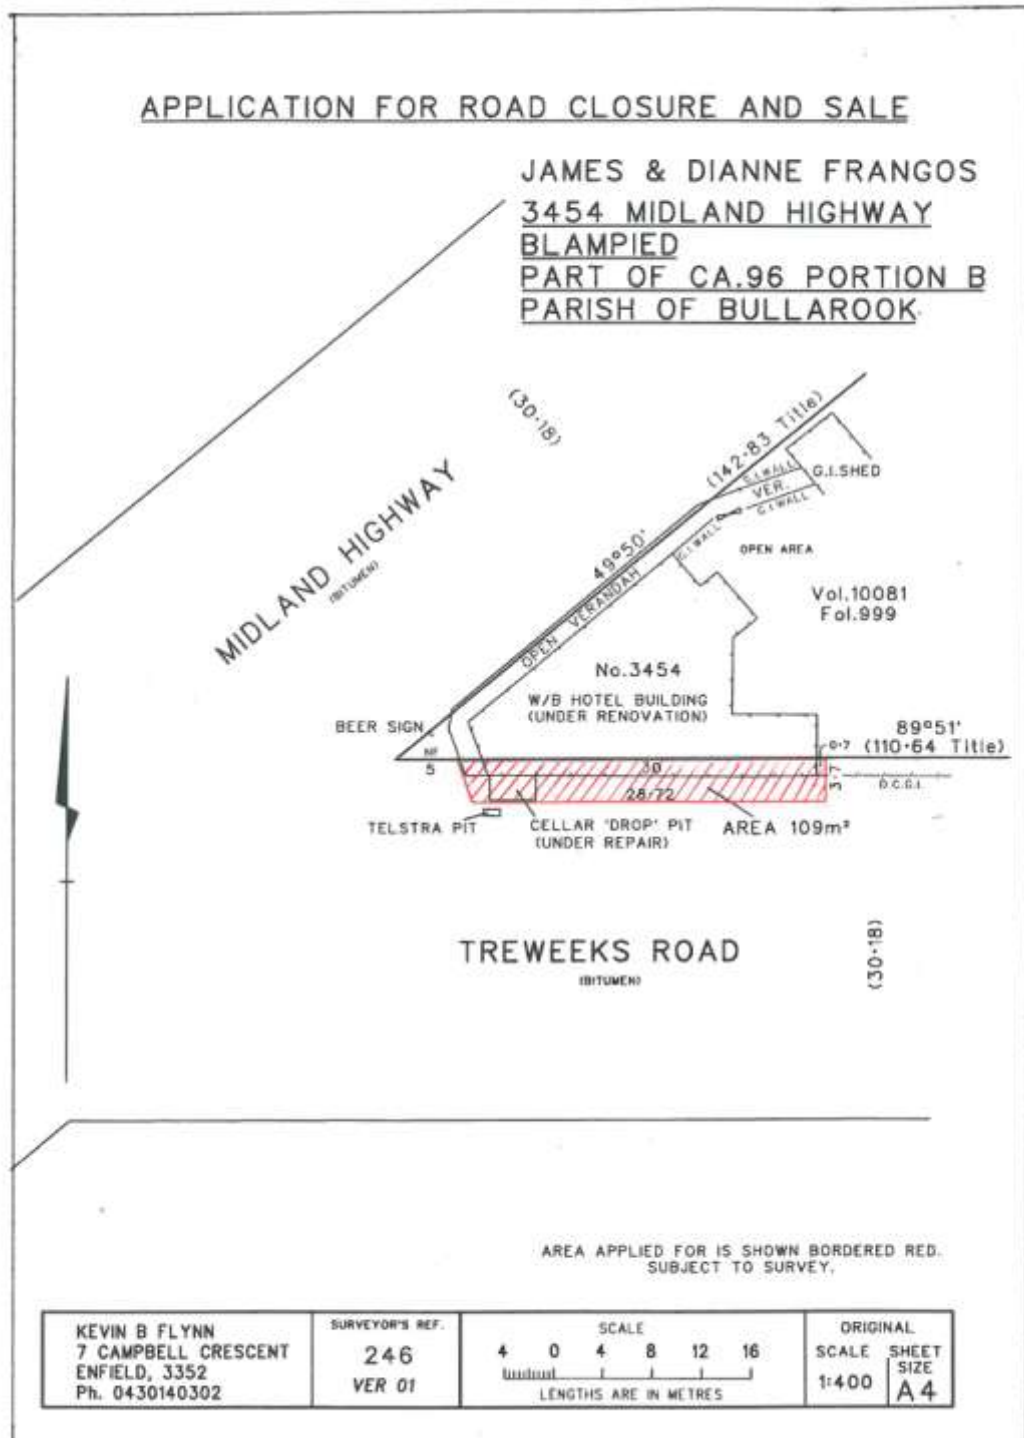 APPLICATION FOR ROAD CLOSURE AND SALE
JAMES & DIANNE FRANGOS
3454 MIDLAND HIGHWAY
BLAMPIED
PART OF CA.96 PORTION B
PARISH OF BULLAROOK
(30·18)
MIDLAND HIGHWAY
(BITUMEN)
(142·83 Title)
49°50'
G.I.WALL
VER.
G.I.WALL
G.I.SHED
G.I.WALL
OPEN AREA
OPEN VERANDAH
Vol.10081
Fol.999
No.3454
W/B HOTEL BUILDING
(UNDER RENOVATION)
BEER SIGN
89°51'
0·7 (110·64 Title)
NF
5
30
3·7
28·72
TELSTRA PIT
CELLAR 'DROP' PIT
(UNDER REPAIR)
AREA 109m²
TREWEEKS ROAD
(BITUMEN)
(30·18)
AREA APPLIED FOR IS SHOWN BORDERED RED.
SUBJECT TO SURVEY.
KEVIN B FLYNN
7 CAMPBELL CRESCENT
ENFIELD, 3352
Ph. 0430140302
SURVEYOR'S REF.
246
VER 01
SCALE
4 0 4 8 12 16
LENGTHS ARE IN METRES
ORIGINAL
SCALE
1:400
SHEET
SIZE
A4